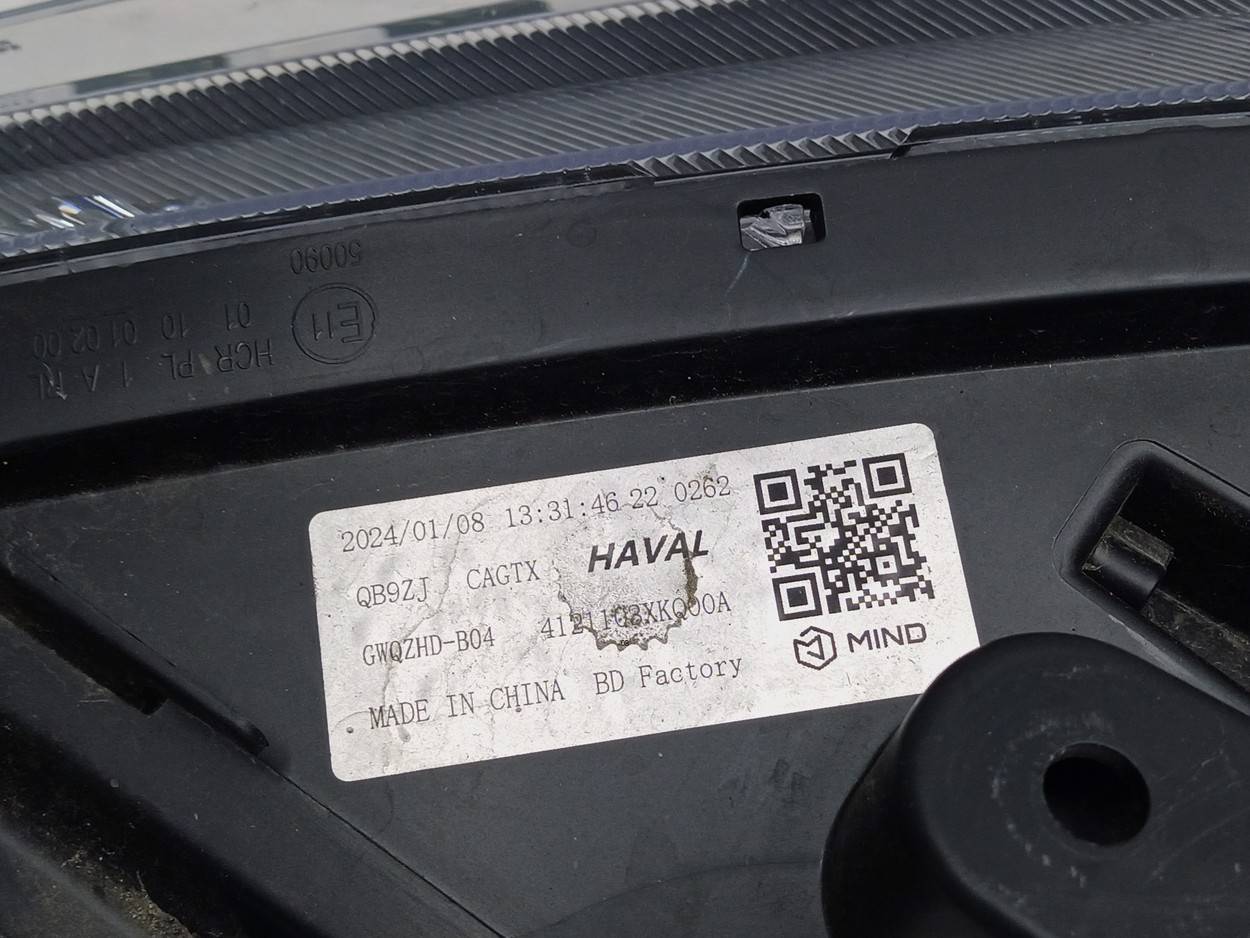 50090
E11
HCR PL 1 A RL
01 10 01 02 00
2024/01/08 13:31:46 22 0262
QB9ZJ CAGTX HAVAL
GWQZHD-B04 4121103XKQ00A
MADE IN CHINA BD Factory
MIND